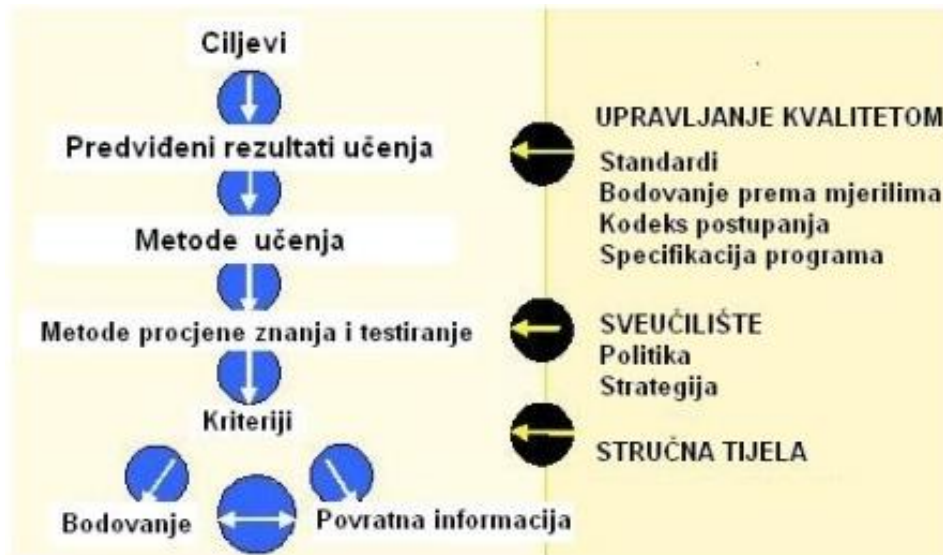 Ciljevi
Predviđeni rezultati učenja
Metode učenja
Metode procjene znanja i testiranje
Kriteriji
Bodovanje
Povratna informacija
UPRAVLJANJE KVALITETOM
Standardi
Bodovanje prema mjerilima
Kodeks postupanja
Specifikacija programa
SVEUČILIŠTE
Politika
Strategija
STRUČNA TIJELA